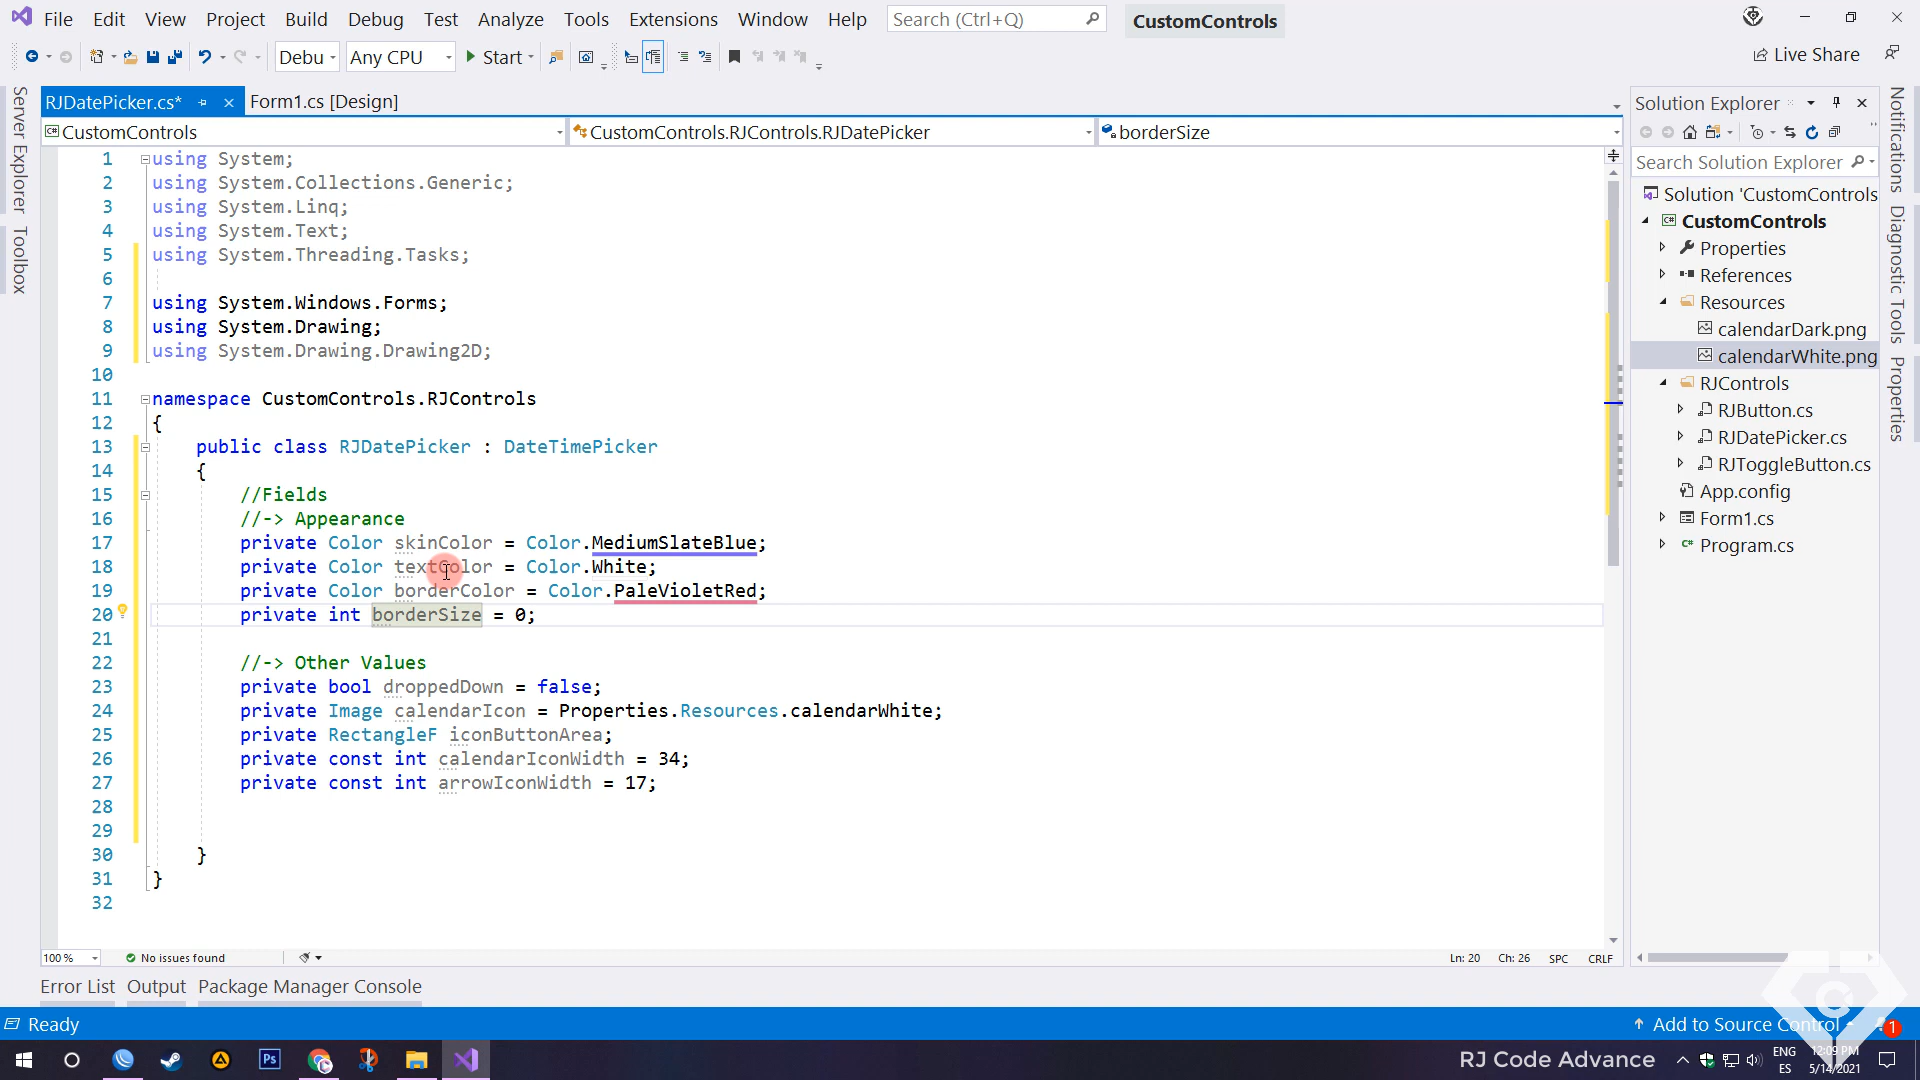 File Edit View Project Build Debug Test Analyze Tools Extensions Window Help Search (Ctrl+Q) CustomControls
Debu Any CPU Start Live Share
RJDatePicker.cs* Form1.cs [Design]
CustomControls CustomControls.RJControls.RJDatePicker borderSize
Server Explorer
Toolbox
1 using System;
2 using System.Collections.Generic;
3 using System.Linq;
4 using System.Text;
5 using System.Threading.Tasks;
6
7 using System.Windows.Forms;
8 using System.Drawing;
9 using System.Drawing.Drawing2D;
10
11 namespace CustomControls.RJControls
12 {
13 public class RJDatePicker : DateTimePicker
14 {
15 //Fields
16 //-> Appearance
17 private Color skinColor = Color.MediumSlateBlue;
18 private Color textColor = Color.White;
19 private Color borderColor = Color.PaleVioletRed;
20 private int borderSize = 0;
21
22 //-> Other Values
23 private bool droppedDown = false;
24 private Image calendarIcon = Properties.Resources.calendarWhite;
25 private RectangleF iconButtonArea;
26 private const int calendarIconWidth = 34;
27 private const int arrowIconWidth = 17;
28
29
30 }
31 }
32
100 % No issues found Ln: 20 Ch: 26 SPC CRLF
Solution Explorer
Search Solution Explorer
Solution 'CustomControls
CustomControls
Properties
References
Resources
calendarDark.png
calendarWhite.png
RJControls
RJButton.cs
RJDatePicker.cs
RJToggleButton.cs
App.config
Form1.cs
Program.cs
Notifications
Diagnostic Tools
Properties
Error List Output Package Manager Console
Ready Add to Source Control 1
Ps RJ Code Advance ENG 12:09 PM
ES 5/14/2021